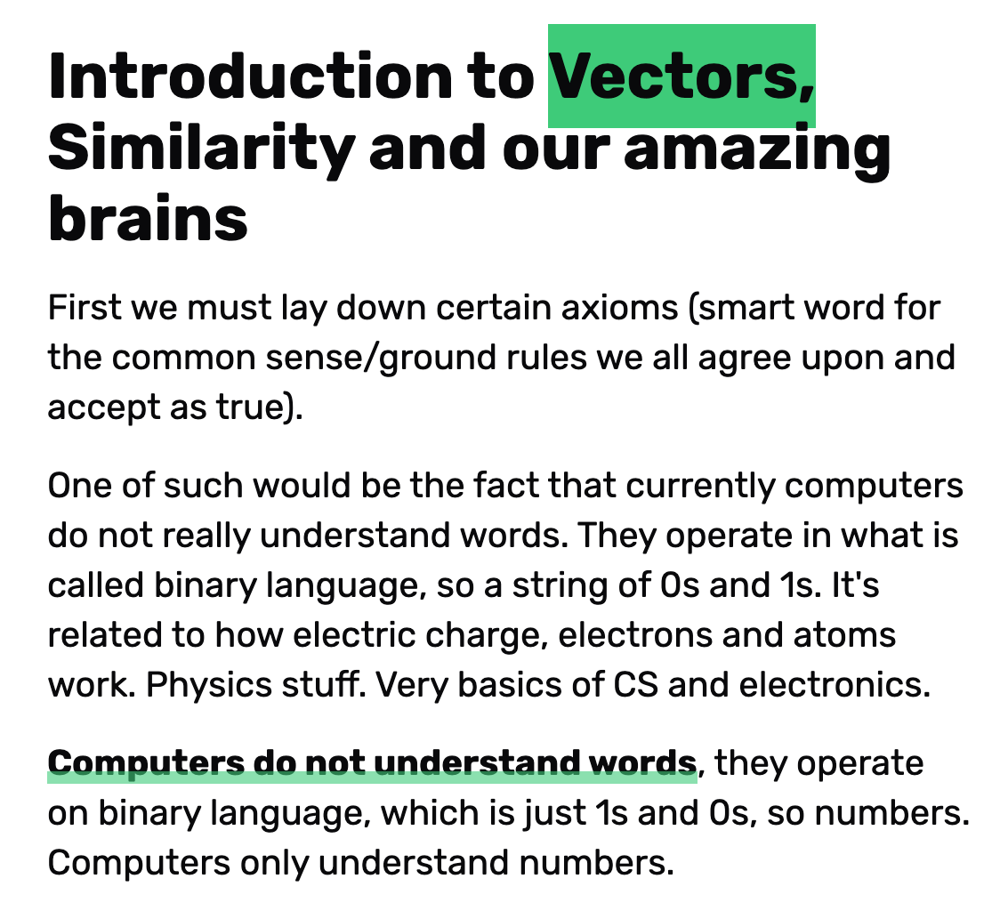 Introduction to Vectors,
Similarity and our amazing
brains
First we must lay down certain axioms (smart word for
the common sense/ground rules we all agree upon and
accept as true).
One of such would be the fact that currently computers
do not really understand words. They operate in what is
called binary language, so a string of 0s and 1s. It's
related to how electric charge, electrons and atoms
work. Physics stuff. Very basics of CS and electronics.
Computers do not understand words, they operate
on binary language, which is just 1s and 0s, so numbers.
Computers only understand numbers.